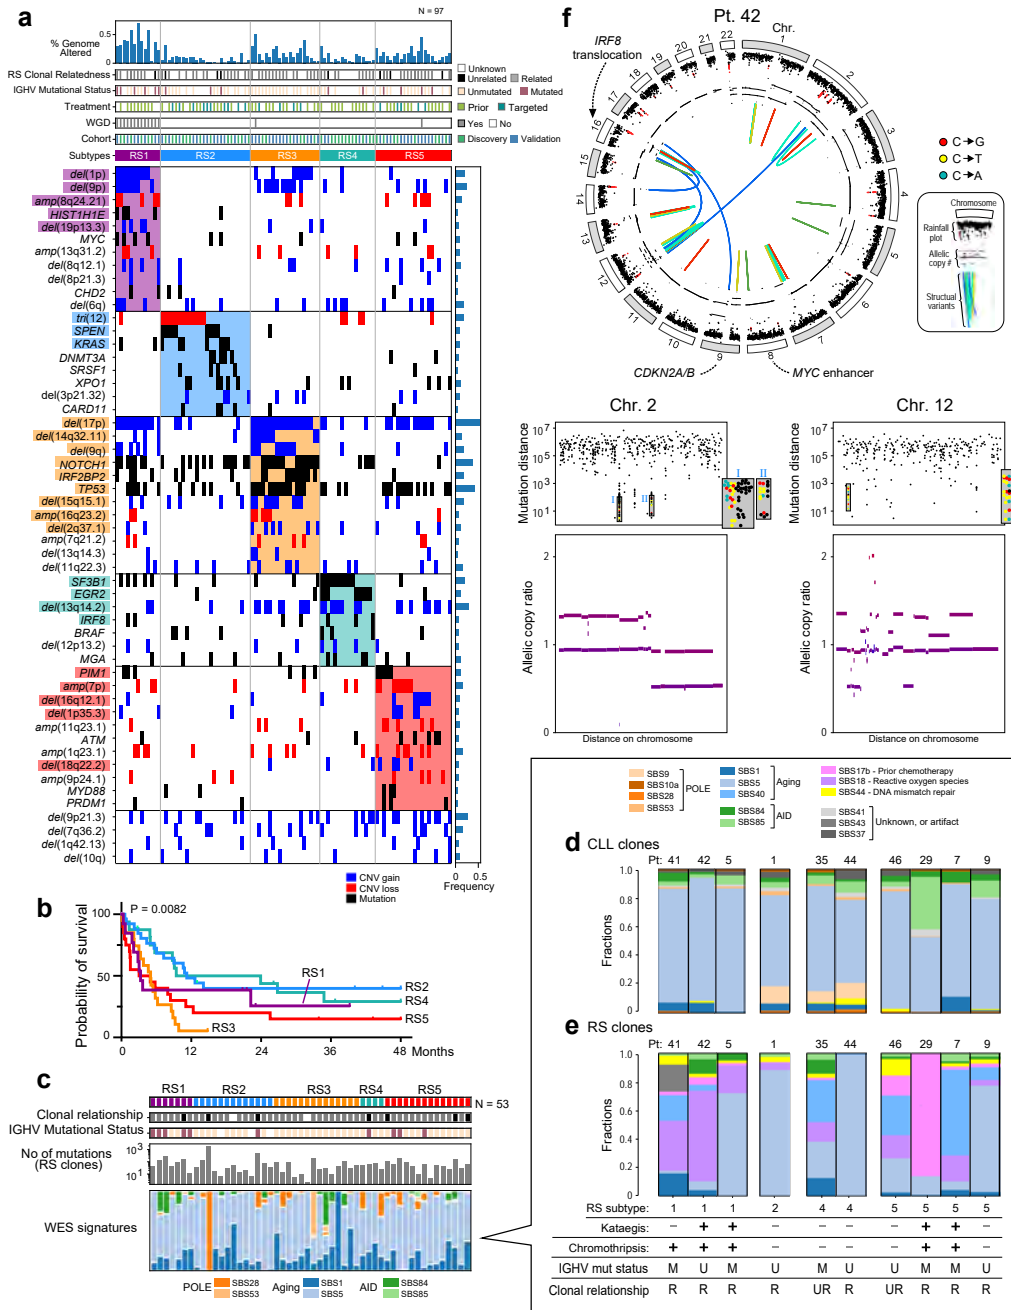 a
N = 97
% Genome
Altered
0.5
0
Unknown
Unrelated
Related
RS Clonal Relatedness
IGHV Mutational Status
Unmutated
Mutated
Treatment
Prior
Targeted
WGD
Yes
No
Cohort
Discovery
Validation
Subtypes
RS1
RS2
RS3
RS4
RS5
del(1p)
del(9p)
amp(8q24.21)
HIST1H1E
del(19p13.3)
MYC
amp(13q31.2)
del(8q12.1)
del(8p21.3)
CHD2
del(6q)
tri(12)
SPEN
KRAS
DNMT3A
SRSF1
XPO1
del(3p21.32)
CARD11
del(17p)
del(14q32.11)
del(9q)
NOTCH1
IRF2BP2
TP53
del(15q15.1)
amp(16q23.2)
del(2q37.1)
amp(7q21.2)
del(13q14.3)
del(11q22.3)
SF3B1
EGR2
del(13q14.2)
IRF8
BRAF
del(12p13.2)
MGA
PIM1
amp(7p)
del(16q12.1)
del(1p35.3)
amp(11q23.1)
ATM
amp(1q23.1)
del(18q22.2)
amp(9p24.1)
MYD88
PRDM1
del(9p21.3)
del(7q36.2)
del(1q42.13)
del(10q)
0
0.5
Frequency
CNV gain
CNV loss
Mutation
b
P = 0.0082
Probability of survival
100
50
0
0
12
24
36
48
Months
RS1
RS2
RS4
RS5
RS3
c
RS1
RS2
RS3
RS4
RS5
N = 53
Clonal relationship
IGHV Mutational Status
No of mutations
(RS clones)
10³
10¹
WES signatures
POLE
SBS28
SBS53
Aging
SBS1
SBS5
AID
SBS84
SBS85
f
Pt. 42
Chr.
IRF8
translocation
1
2
3
4
5
6
7
8
9
10
11
12
13
14
15
16
17
18
19
20
21
22
CDKN2A/B
MYC enhancer
C→G
C→T
C→A
Chromosome
Rainfall
plot
Allelic
copy #
Structual
variants
Chr. 2
Mutation distance
10⁷
10⁵
10³
10¹
I
II
I
II
Allelic copy ratio
2
1
0
Distance on chromosome
Chr. 12
Mutation distance
10⁷
10⁵
10³
10¹
Allelic copy ratio
2
1
0
Distance on chromosome
SBS9
SBS10a
SBS28
SBS53
POLE
SBS1
SBS5
SBS40
Aging
SBS84
SBS85
AID
SBS17b - Prior chemotherapy
SBS18 - Reactive oxygen species
SBS44 - DNA mismatch repair
SBS41
SBS43
SBS37
Unknown, or artifact
d CLL clones
Pt: 41 42 5 1 35 44 46 29 7 9
Fractions
1.0
0.8
0.6
0.4
0.2
0
e RS clones
41 42 5 1 35 44 46 29 7 9
Fractions
1.0
0.8
0.6
0.4
0.2
0
RS subtype: 1 1 1 2 4 4 5 5 5 5
Kataegis: – + + – – – – + + –
Chromothripsis: + + + – – – – + + –
IGHV mut status M U M U M U U M M U
Clonal relationship R R R U UR R UR R R R